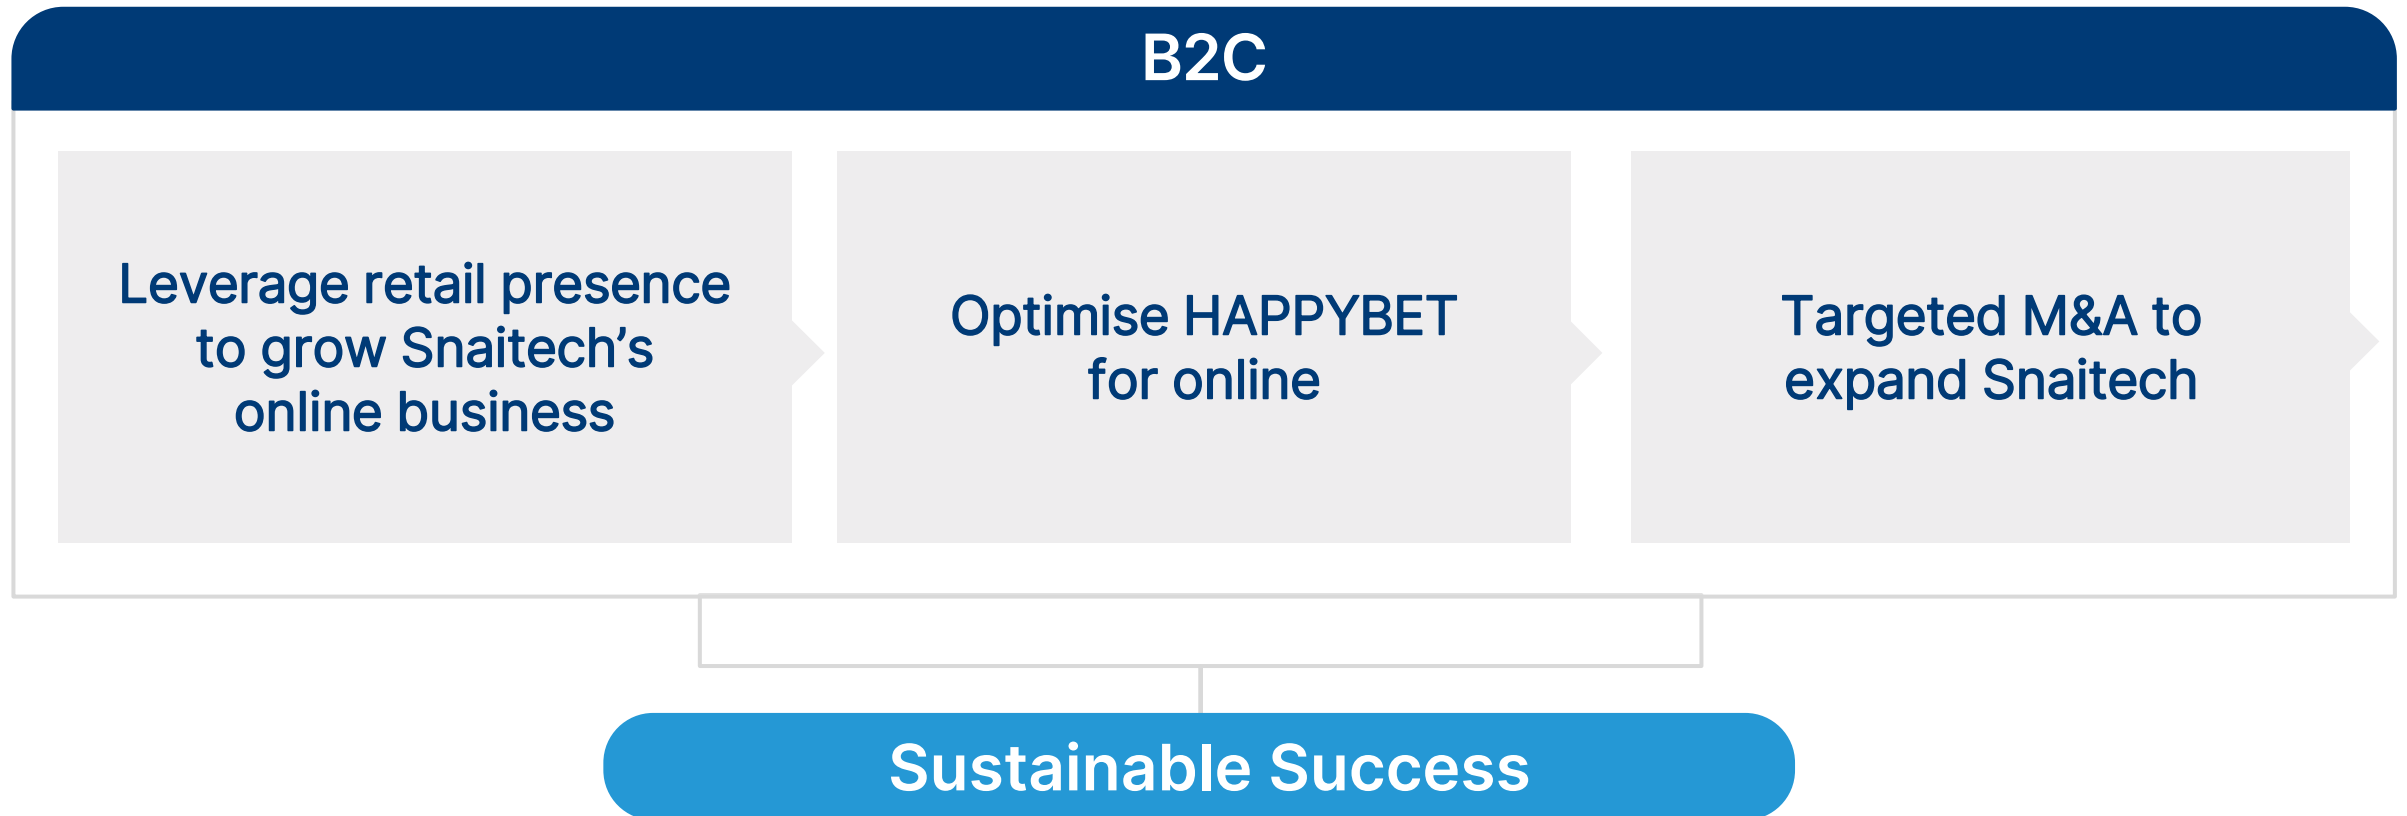 B2C
Leverage retail presence
to grow Snaitech’s
online business
Optimise HAPPYBET
for online
Targeted M&A to
expand Snaitech
Sustainable Success